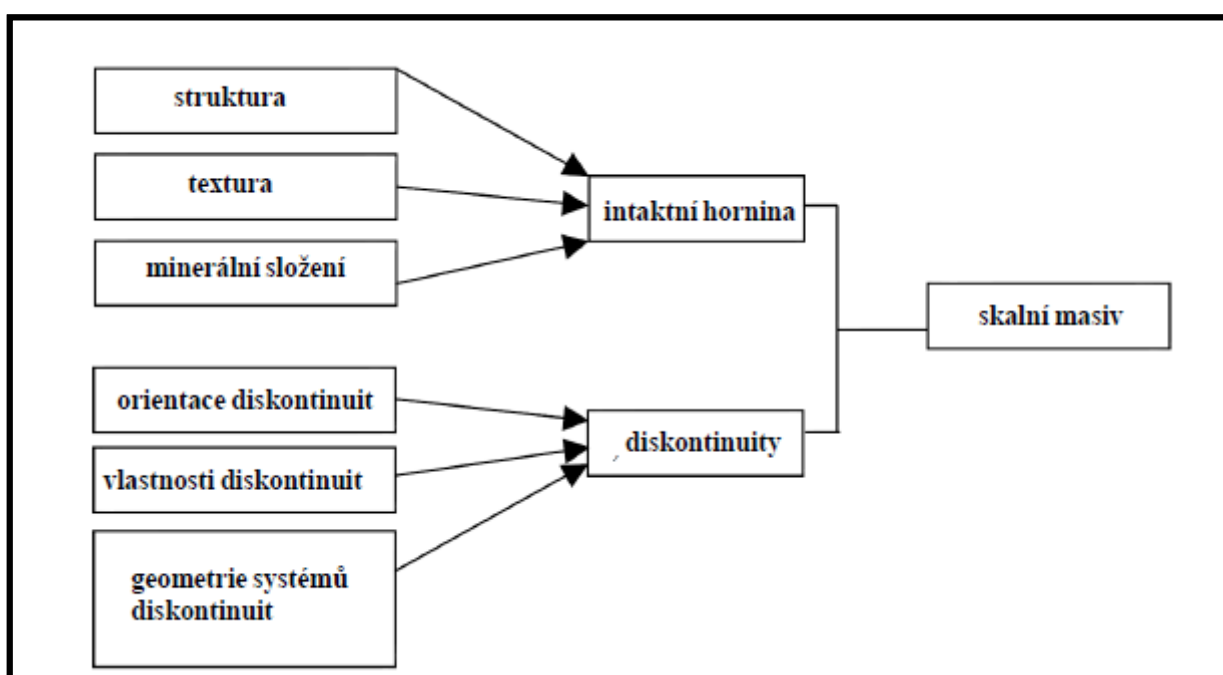 struktura
textura
minerální složení
intaktní hornina
skalní masiv
orientace diskontinuit
vlastnosti diskontinuit
geometrie systémů
diskontinuit
diskontinuity